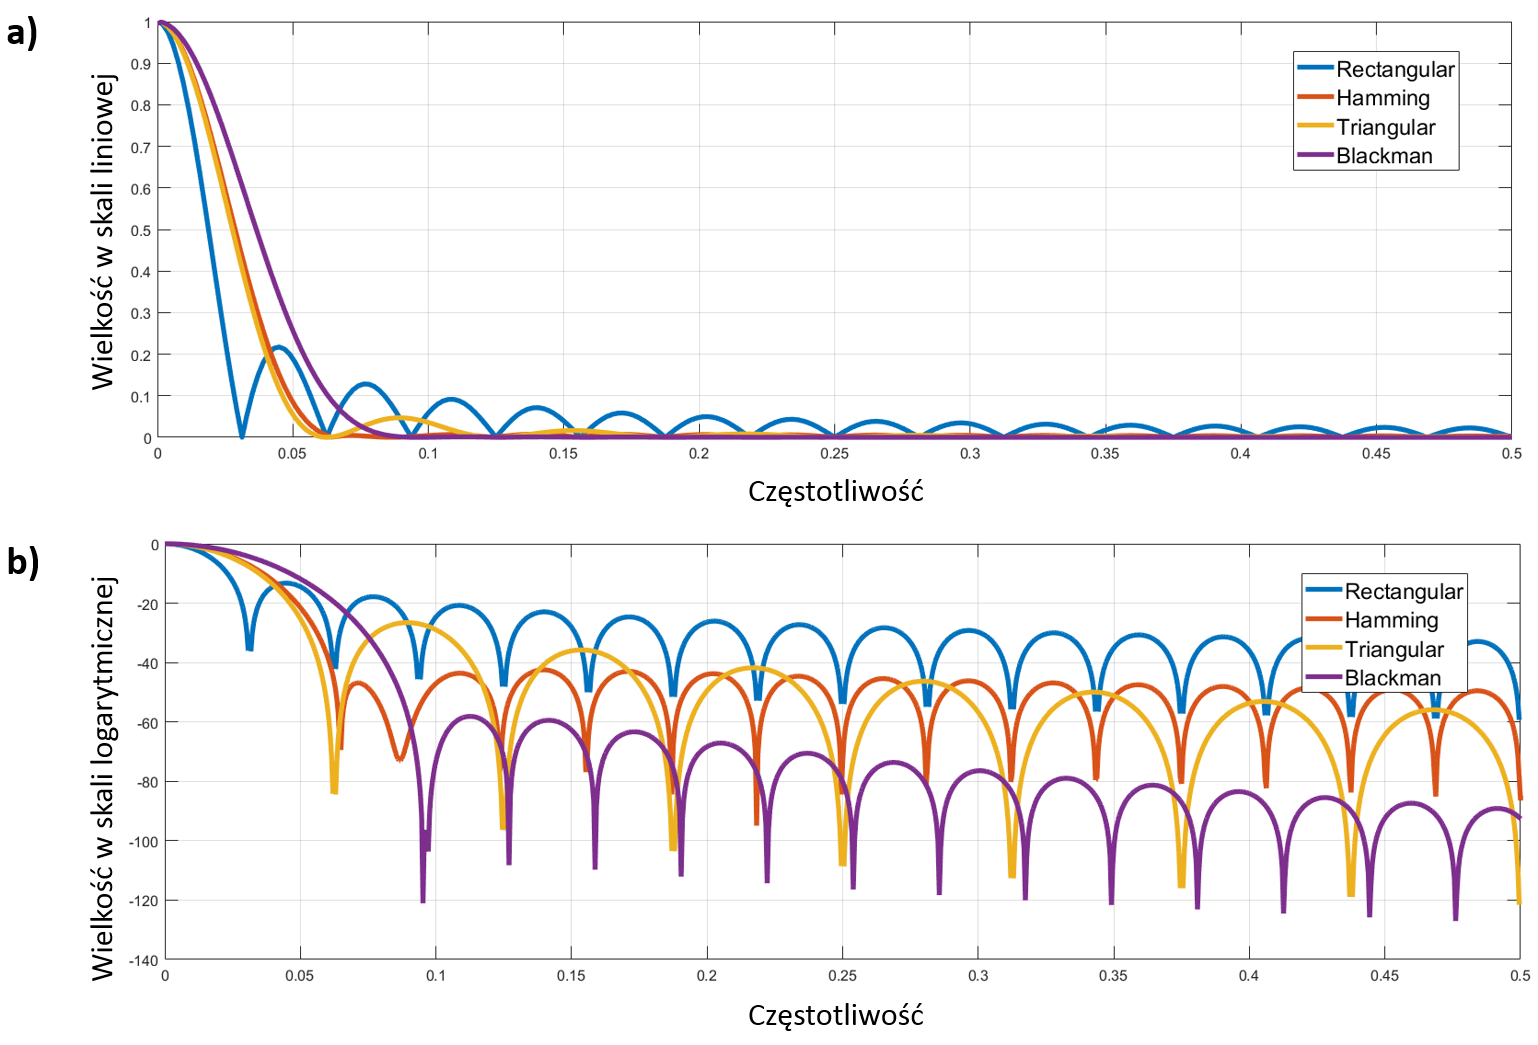 a)
Wielkość w skali liniowej
1
0.9
0.8
0.7
0.6
0.5
0.4
0.3
0.2
0.1
0
Rectangular
Hamming
Triangular
Blackman
0 0.05 0.1 0.15 0.2 0.25 0.3 0.35 0.4 0.45 0.5
Częstotliwość
b)
Wielkość w skali logarytmicznej
0
-20
-40
-60
-80
-100
-120
-140
Rectangular
Hamming
Triangular
Blackman
0 0.05 0.1 0.15 0.2 0.25 0.3 0.35 0.4 0.45 0.5
Częstotliwość